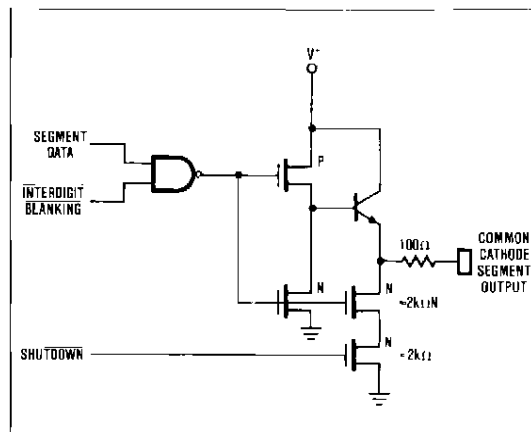 V+
SEGMENT
DATA
P
INTERDIGIT
BLANKING
100Ω
COMMON
CATHODE
SEGMENT
OUTPUT
N
N
≈2kΩN
SHUTDOWN
N
≈2kΩ